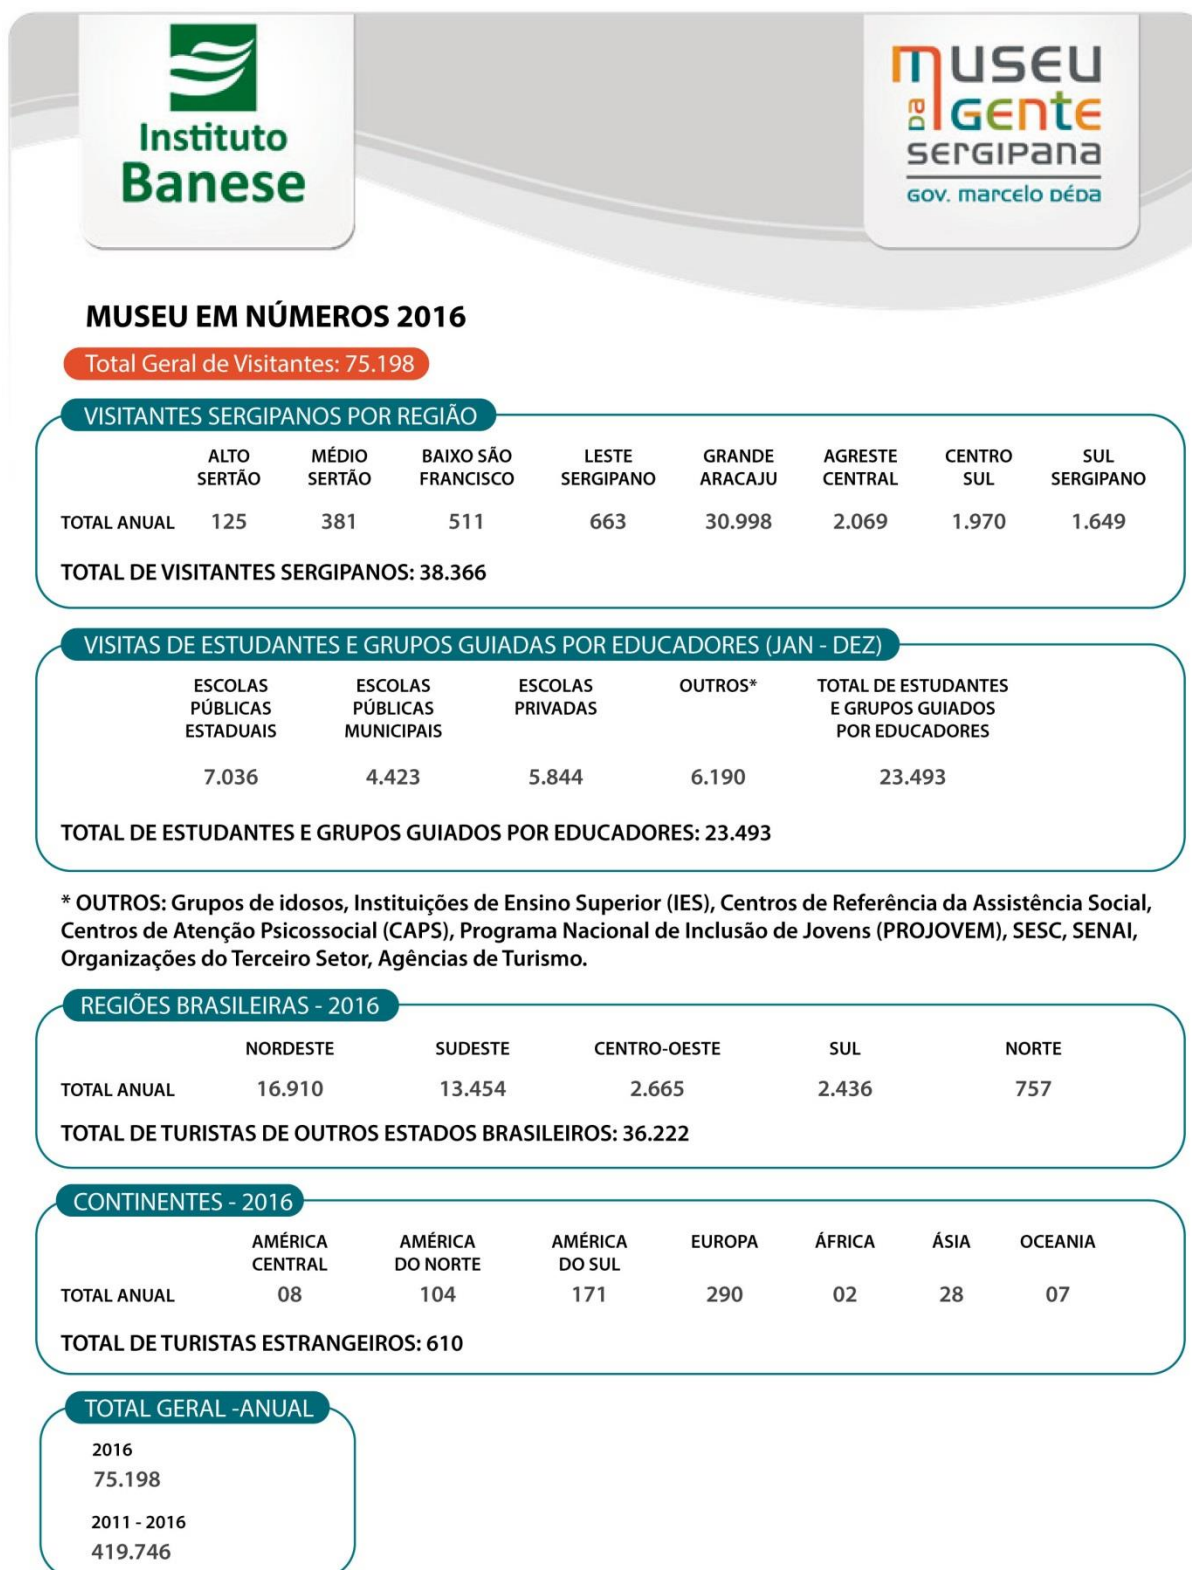 Instituto
Banese
museu
da gente
sergipana
gov. marcelo déda
MUSEU EM NÚMEROS 2016
Total Geral de Visitantes: 75.198
VISITANTES SERGIPANOS POR REGIÃO
ALTO MÉDIO BAIXO SÃO LESTE GRANDE AGRESTE CENTRO SUL
SERTÃO SERTÃO FRANCISCO SERGIPANO ARACAJU CENTRAL SUL SERGIPANO
TOTAL ANUAL 125 381 511 663 30.998 2.069 1.970 1.649
TOTAL DE VISITANTES SERGIPANOS: 38.366
VISITAS DE ESTUDANTES E GRUPOS GUIADAS POR EDUCADORES (JAN - DEZ)
ESCOLAS ESCOLAS ESCOLAS OUTROS* TOTAL DE ESTUDANTES
PÚBLICAS PÚBLICAS PRIVADAS E GRUPOS GUIADOS
ESTADUAIS MUNICIPAIS POR EDUCADORES
7.036 4.423 5.844 6.190 23.493
TOTAL DE ESTUDANTES E GRUPOS GUIADOS POR EDUCADORES: 23.493
* OUTROS: Grupos de idosos, Instituições de Ensino Superior (IES), Centros de Referência da Assistência Social,
Centros de Atenção Psicossocial (CAPS), Programa Nacional de Inclusão de Jovens (PROJOVEM), SESC, SENAI,
Organizações do Terceiro Setor, Agências de Turismo.
REGIÕES BRASILEIRAS - 2016
NORDESTE SUDESTE CENTRO-OESTE SUL NORTE
TOTAL ANUAL 16.910 13.454 2.665 2.436 757
TOTAL DE TURISTAS DE OUTROS ESTADOS BRASILEIROS: 36.222
CONTINENTES - 2016
AMÉRICA AMÉRICA AMÉRICA EUROPA ÁFRICA ÁSIA OCEANIA
CENTRAL DO NORTE DO SUL
TOTAL ANUAL 08 104 171 290 02 28 07
TOTAL DE TURISTAS ESTRANGEIROS: 610
TOTAL GERAL -ANUAL
2016
75.198
2011 - 2016
419.746